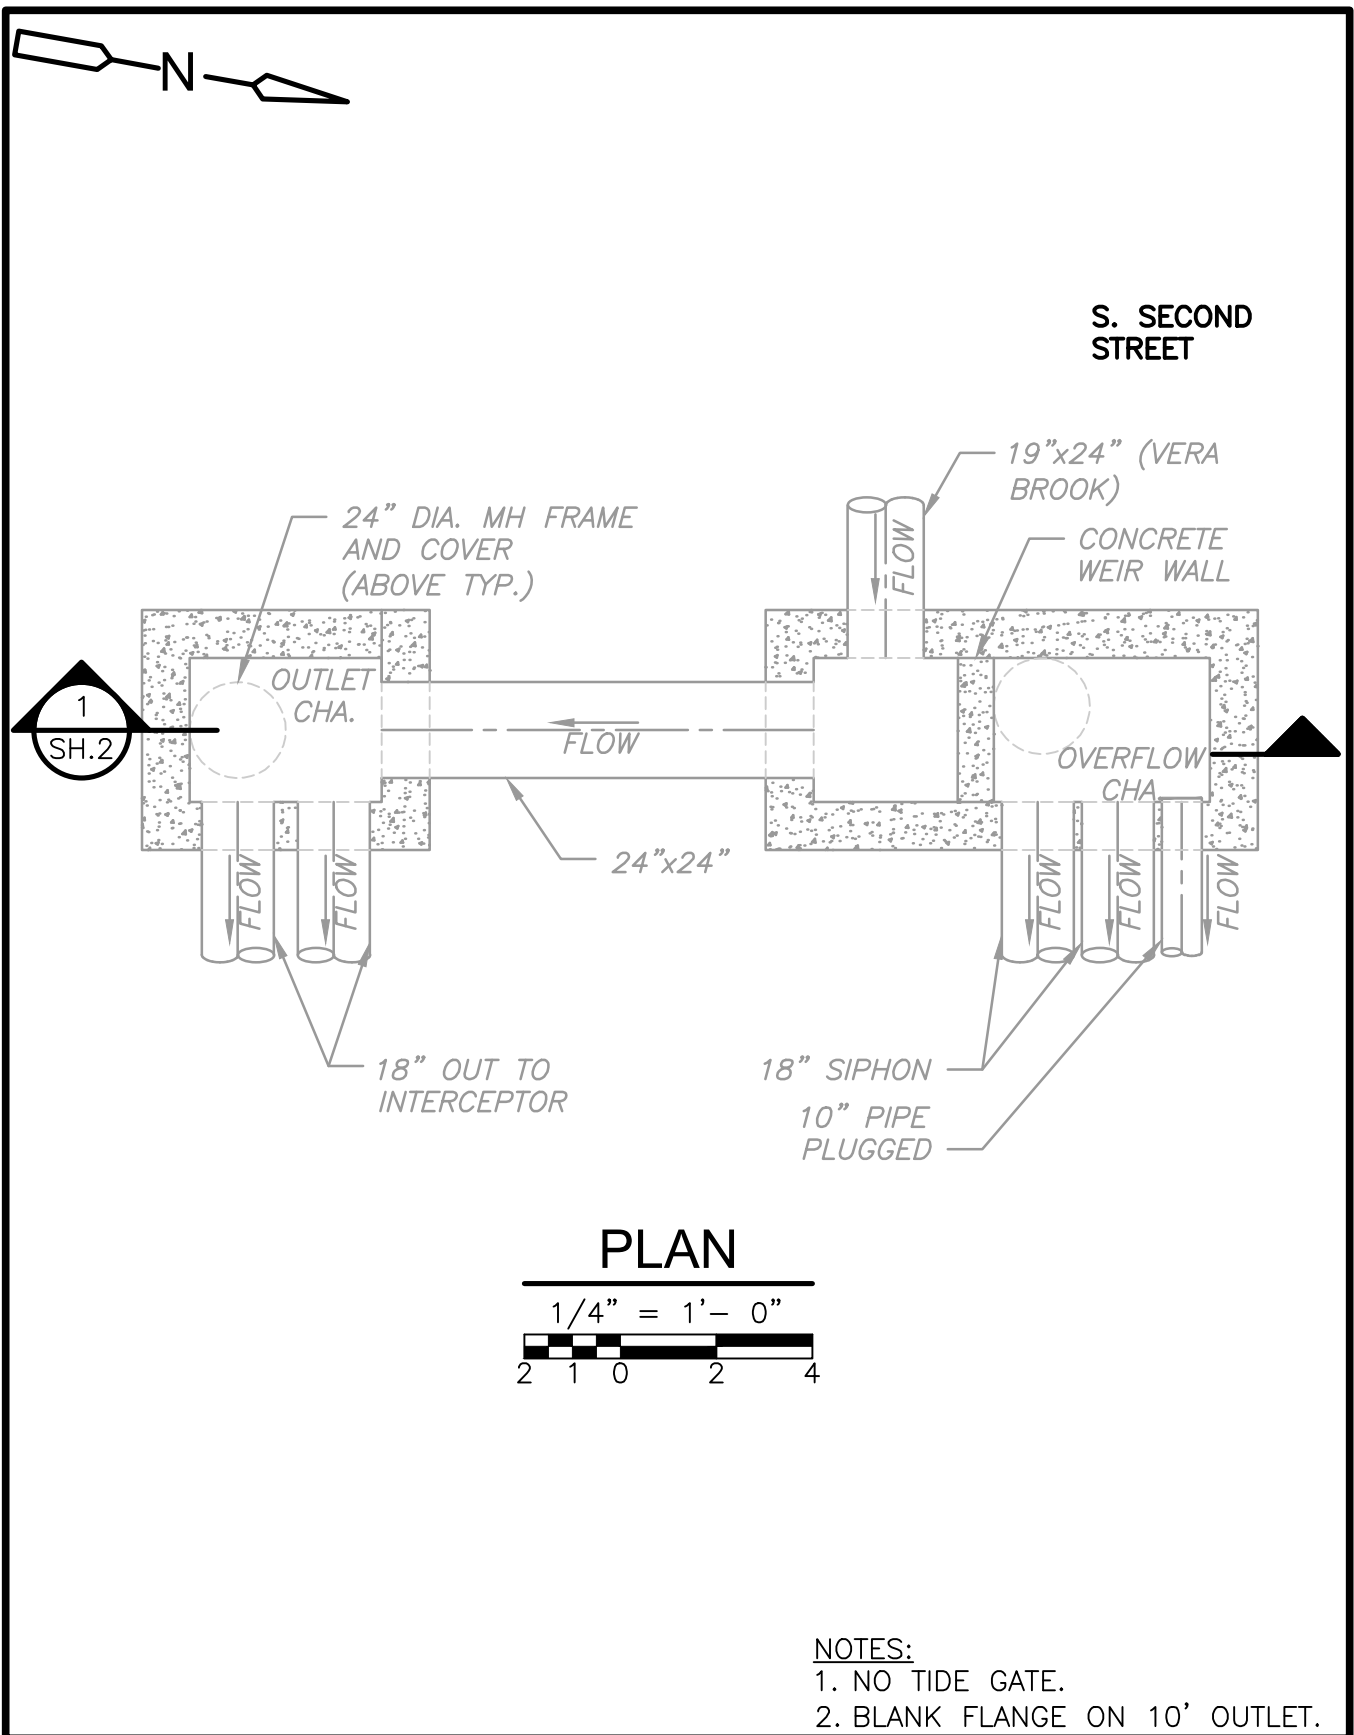 N
S. SECOND
STREET
19”x24” (VERA
BROOK)
24” DIA. MH FRAME
AND COVER
(ABOVE TYP.)
CONCRETE
WEIR WALL
FLOW
OUTLET
CHA.
1
SH.2
FLOW
OVERFLOW
CHA.
24”x24”
FLOW
FLOW
FLOW
FLOW
FLOW
18” OUT TO
INTERCEPTOR
18” SIPHON
10” PIPE
PLUGGED
PLAN
1/4” = 1’- 0”
2 1 0 2 4
NOTES:
1. NO TIDE GATE.
2. BLANK FLANGE ON 10’ OUTLET.